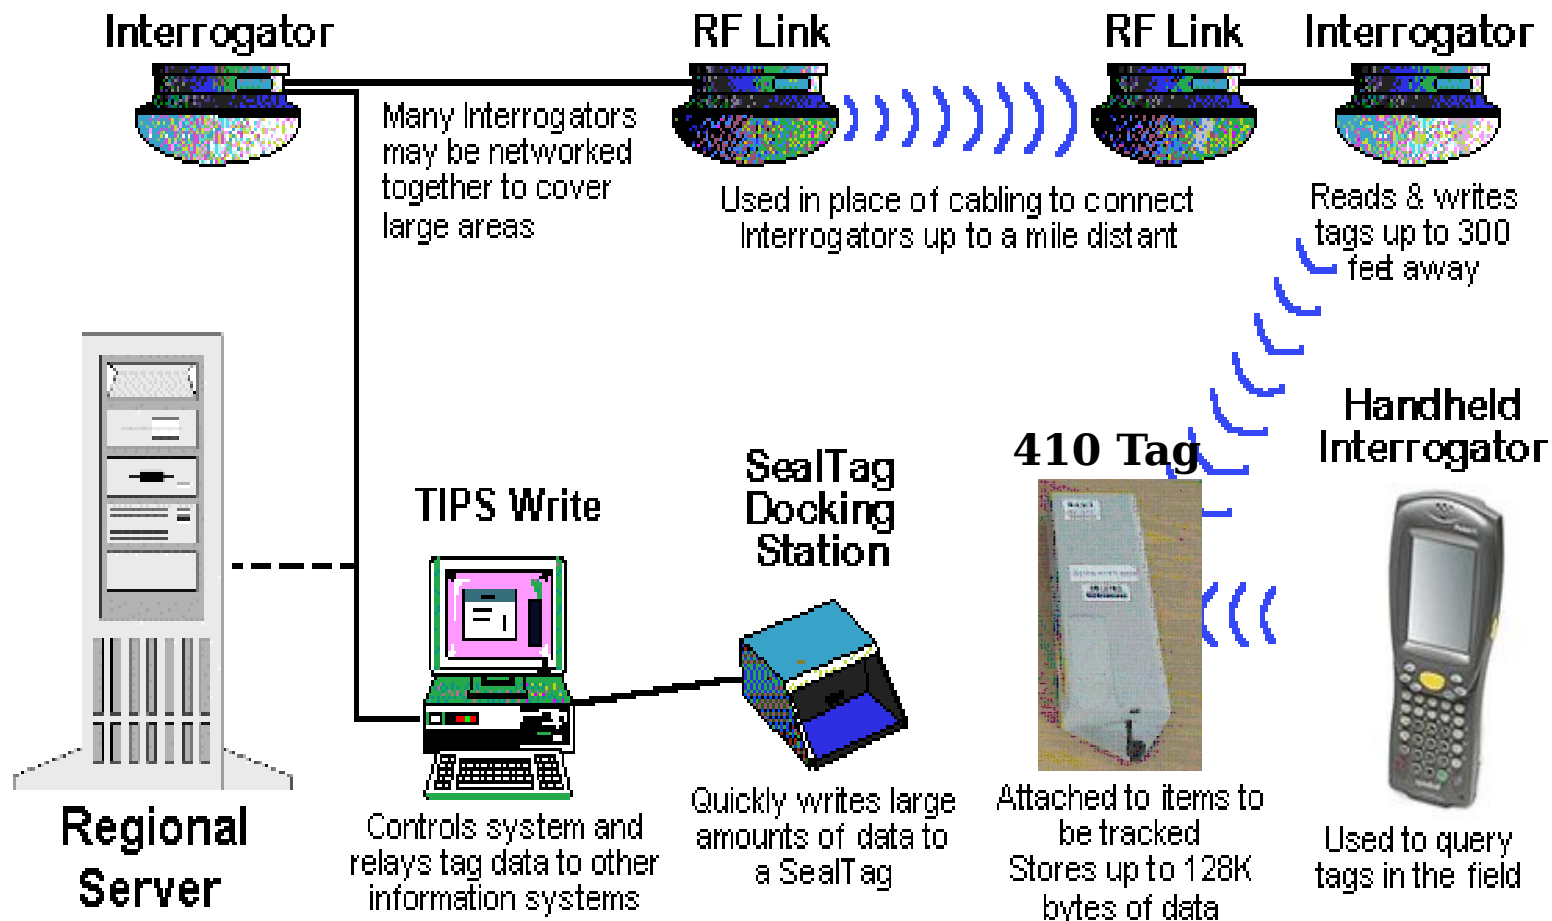 Interrogator
RF Link
RF Link
Interrogator
Many Interrogators
may be networked
together to cover
large areas
Used in place of cabling to connect
Interrogators up to a mile distant
Reads & writes
tags up to 300
feet away
Handheld
Interrogator
410 Tag
SealTag
Docking
Station
TIPS Write
Regional
Server
Controls system and
relays tag data to other
information systems
Quickly writes large
amounts of data to
a SealTag
Attached to items to
be tracked
Stores up to 128K
bytes of data
Used to query
tags in the field